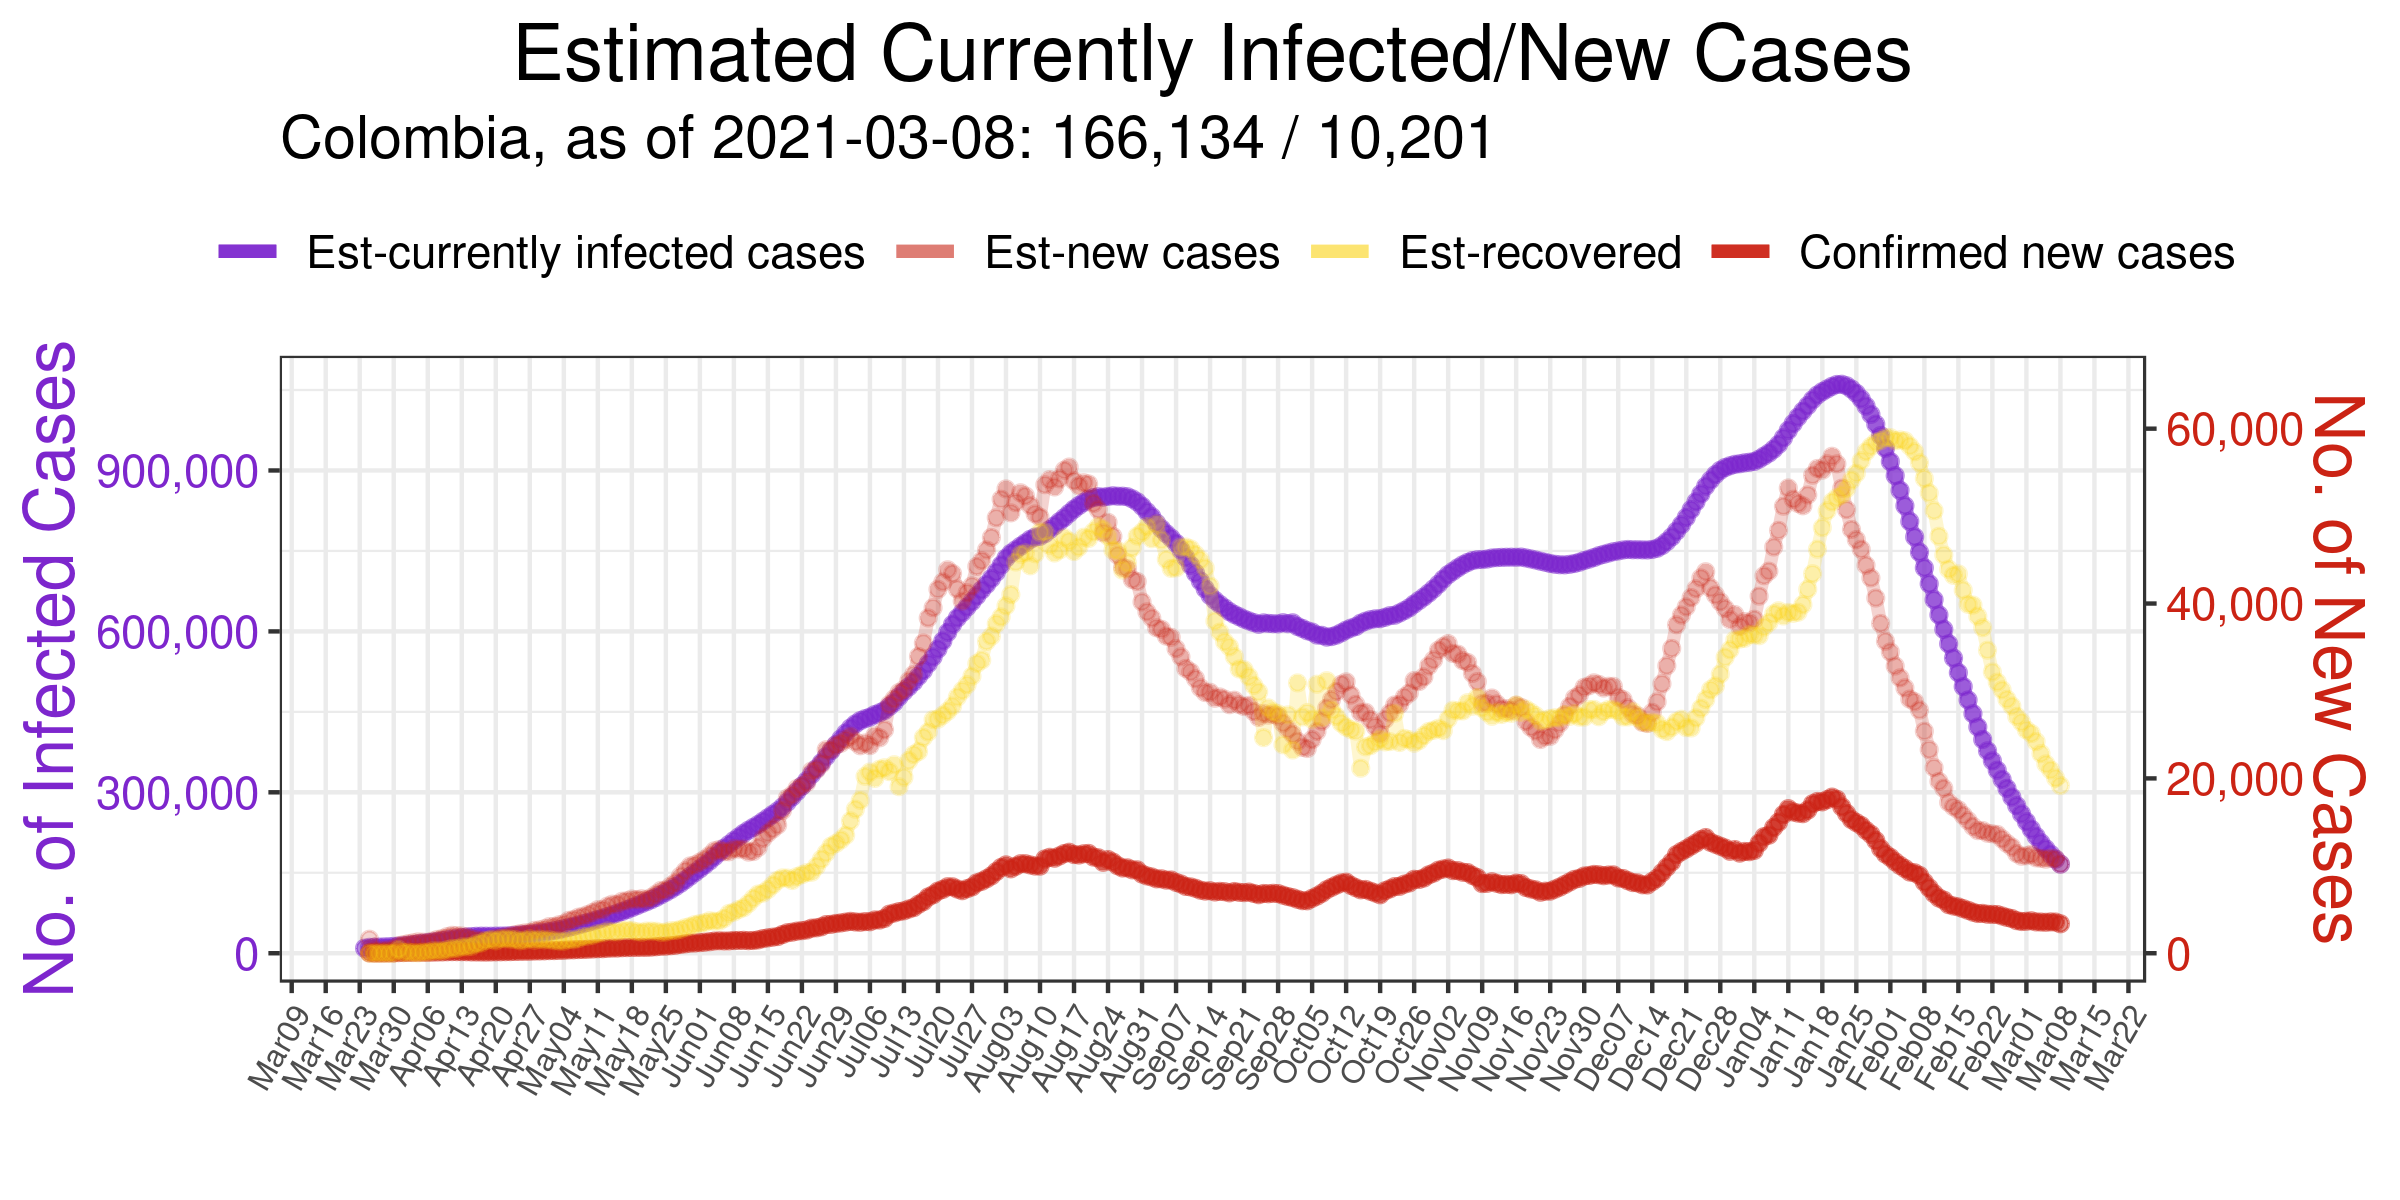 Estimated Currently Infected/New Cases
Colombia, as of 2021-03-08: 166,134 / 10,201
Est-currently infected cases Est-new cases Est-recovered Confirmed new cases
No. of Infected Cases
900,000
600,000
300,000
0
60,000
40,000
20,000
0
No. of New Cases
Mar09 Mar16 Mar23 Mar30 Apr06 Apr13 Apr20 Apr27 May04 May11 May18 May25 Jun01 Jun08 Jun15 Jun22 Jun29 Jul06 Jul13 Jul20 Jul27 Aug03 Aug10 Aug17 Aug24 Aug31 Sep07 Sep14 Sep21 Sep28 Oct05 Oct12 Oct19 Oct26 Nov02 Nov09 Nov16 Nov23 Nov30 Dec07 Dec14 Dec21 Dec28 Jan04 Jan11 Jan18 Jan25 Feb01 Feb08 Feb15 Feb22 Mar01 Mar08 Mar15 Mar22